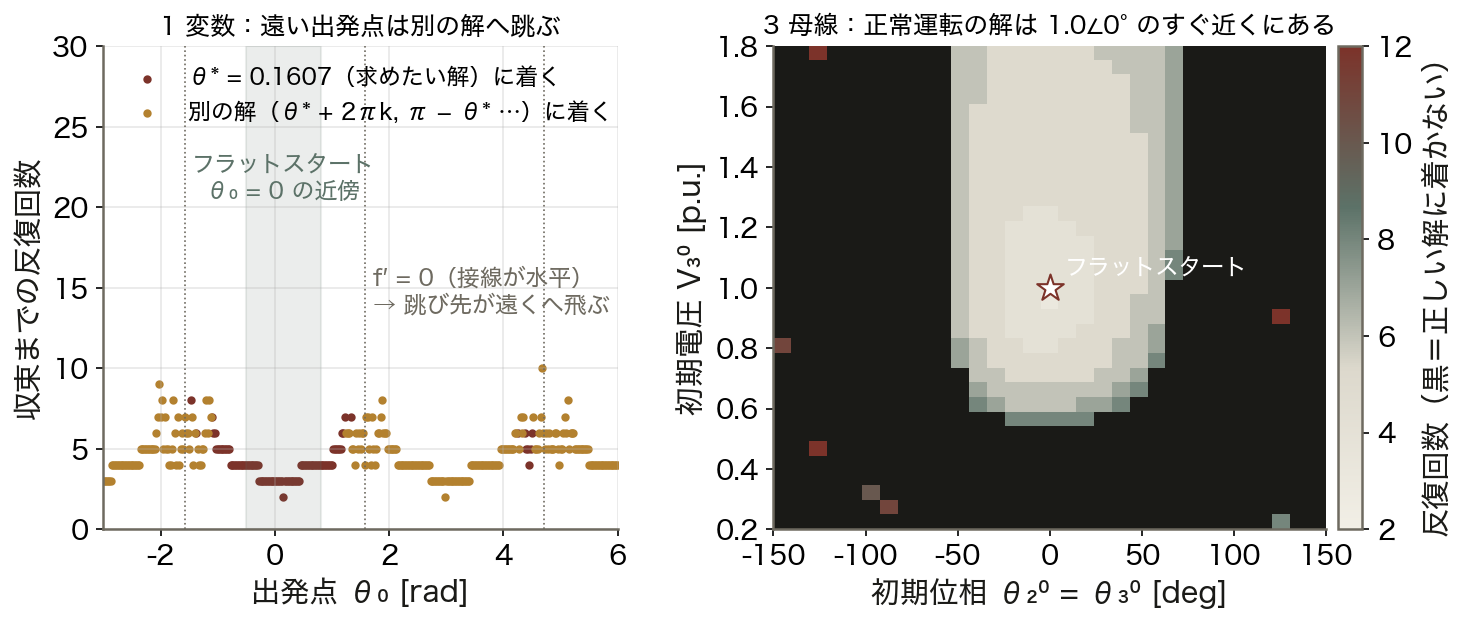 1 変数：遠い出発点は別の解へ跳ぶ
30
25
20
15
10
5
0
収束までの反復回数
θ* = 0.1607（求めたい解）に着く
別の解（θ* + 2πk, π − θ* …）に着く
フラットスタート
θ₀ = 0 の近傍
f′ = 0（接線が水平）
→ 跳び先が遠くへ飛ぶ
-2 0 2 4 6
出発点 θ₀ [rad]
3 母線：正常運転の解は 1.0∠0° のすぐ近くにある
1.8
1.6
1.4
1.2
1.0
0.8
0.6
0.4
0.2
初期電圧 V₃⁰ [p.u.]
フラットスタート
-150 -100 -50 0 50 100 150
初期位相 θ₂⁰ = θ₃⁰ [deg]
12
10
8
6
4
2
反復回数（黒＝正しい解に着かない）